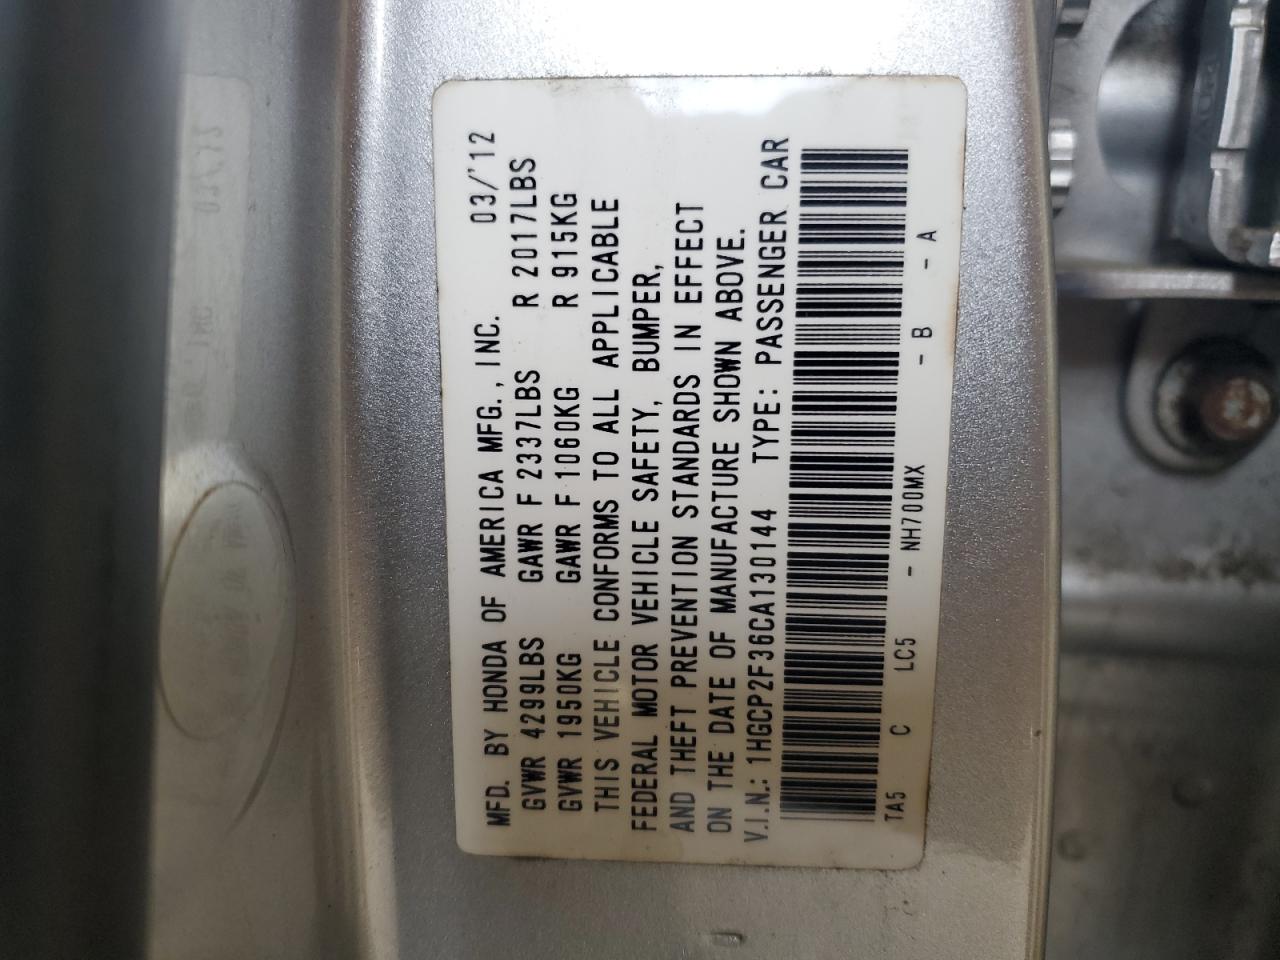 MFD. BY HONDA OF AMERICA MFG., INC. 03/'12
GVWR 4299LBS GAWR F 2337LBS R 2017LBS
GVWR 1950KG GAWR F 1060KG R 915KG
THIS VEHICLE CONFORMS TO ALL APPLICABLE
FEDERAL MOTOR VEHICLE SAFETY, BUMPER,
AND THEFT PREVENTION STANDARDS IN EFFECT
ON THE DATE OF MANUFACTURE SHOWN ABOVE.
V.I.N.: 1HGCP2F36CA130144 TYPE: PASSENGER CAR
TA5 C LC5 - NH700MX - B - A